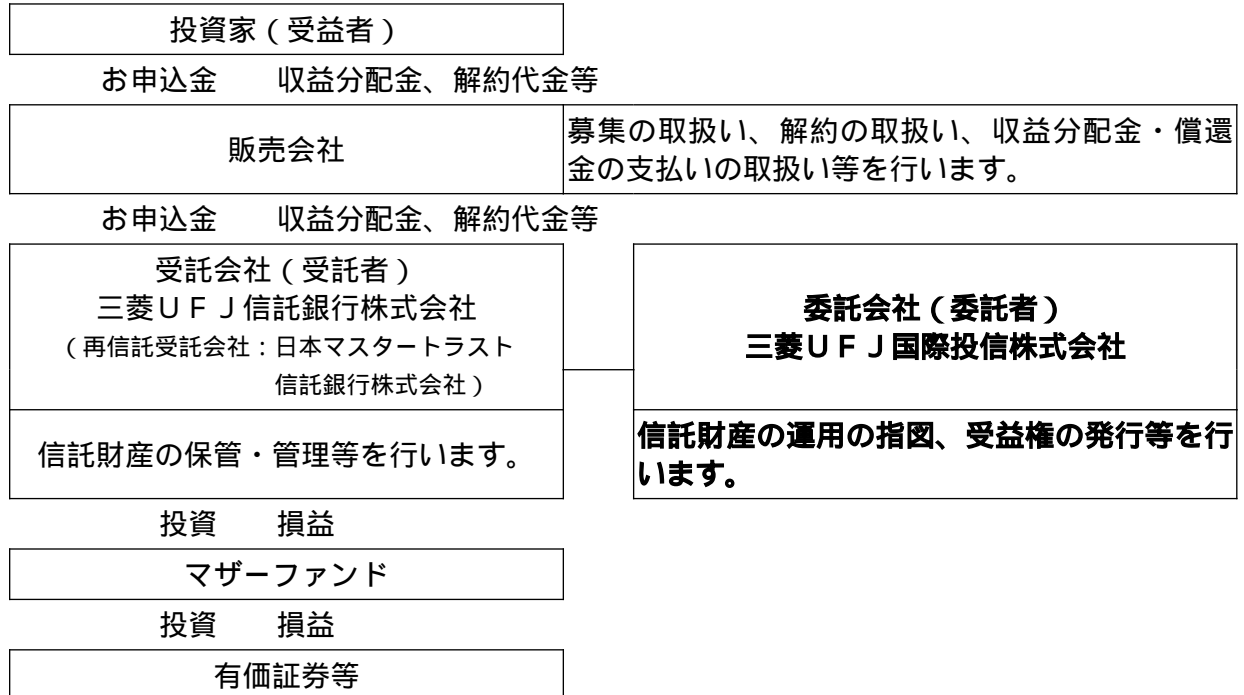 投資家（受益者）
お申込金　　収益分配金、解約代金等
販売会社
募集の取扱い、解約の取扱い、収益分配金・償還
金の支払いの取扱い等を行います。
お申込金　　収益分配金、解約代金等
受託会社（受託者）
三菱ＵＦＪ信託銀行株式会社
（再信託受託会社：日本マスタートラスト
信託銀行株式会社）
委託会社（委託者）
三菱ＵＦＪ国際投信株式会社
信託財産の保管・管理等を行います。
信託財産の運用の指図、受益権の発行等を行
います。
投資　　損益
マザーファンド
投資　　損益
有価証券等